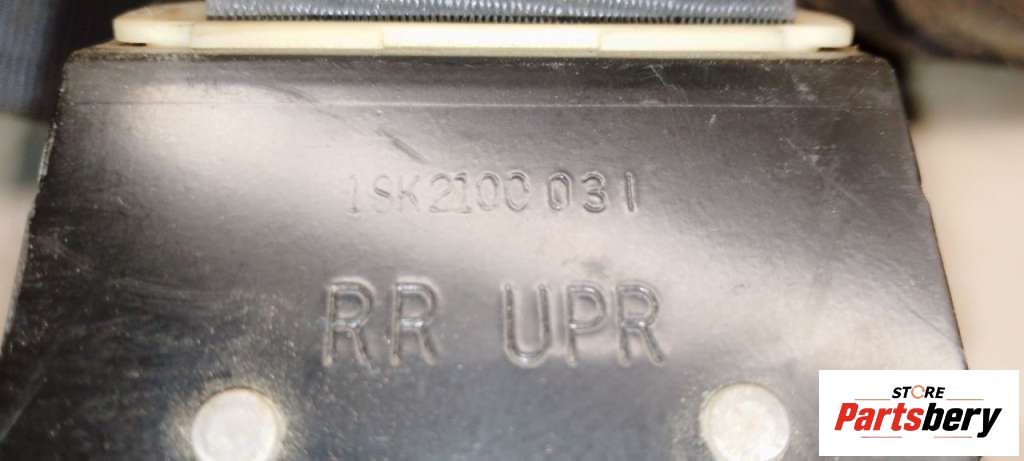 1SK2100 031
RR UPR
STORE
Partsbery